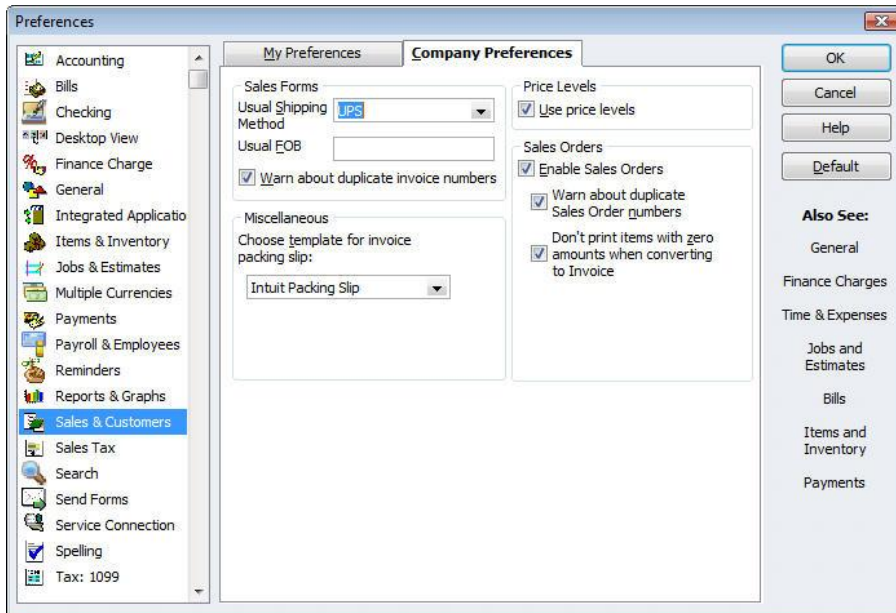 Preferences
Accounting
Bills
Checking
Desktop View
Finance Charge
General
Integrated Applicatio
Items & Inventory
Jobs & Estimates
Multiple Currencies
Payments
Payroll & Employees
Reminders
Reports & Graphs
Sales & Customers
Sales Tax
Search
Send Forms
Service Connection
Spelling
Tax: 1099
My Preferences
Company Preferences
Sales Forms
Usual Shipping
Method
UPS
Usual FOB
Warn about duplicate invoice numbers
Miscellaneous
Choose template for invoice
packing slip:
Intuit Packing Slip
Price Levels
Use price levels
Sales Orders
Enable Sales Orders
Warn about duplicate
Sales Order numbers
Don't print items with zero
amounts when converting
to Invoice
OK
Cancel
Help
Default
Also See:
General
Finance Charges
Time & Expenses
Jobs and
Estimates
Bills
Items and
Inventory
Payments